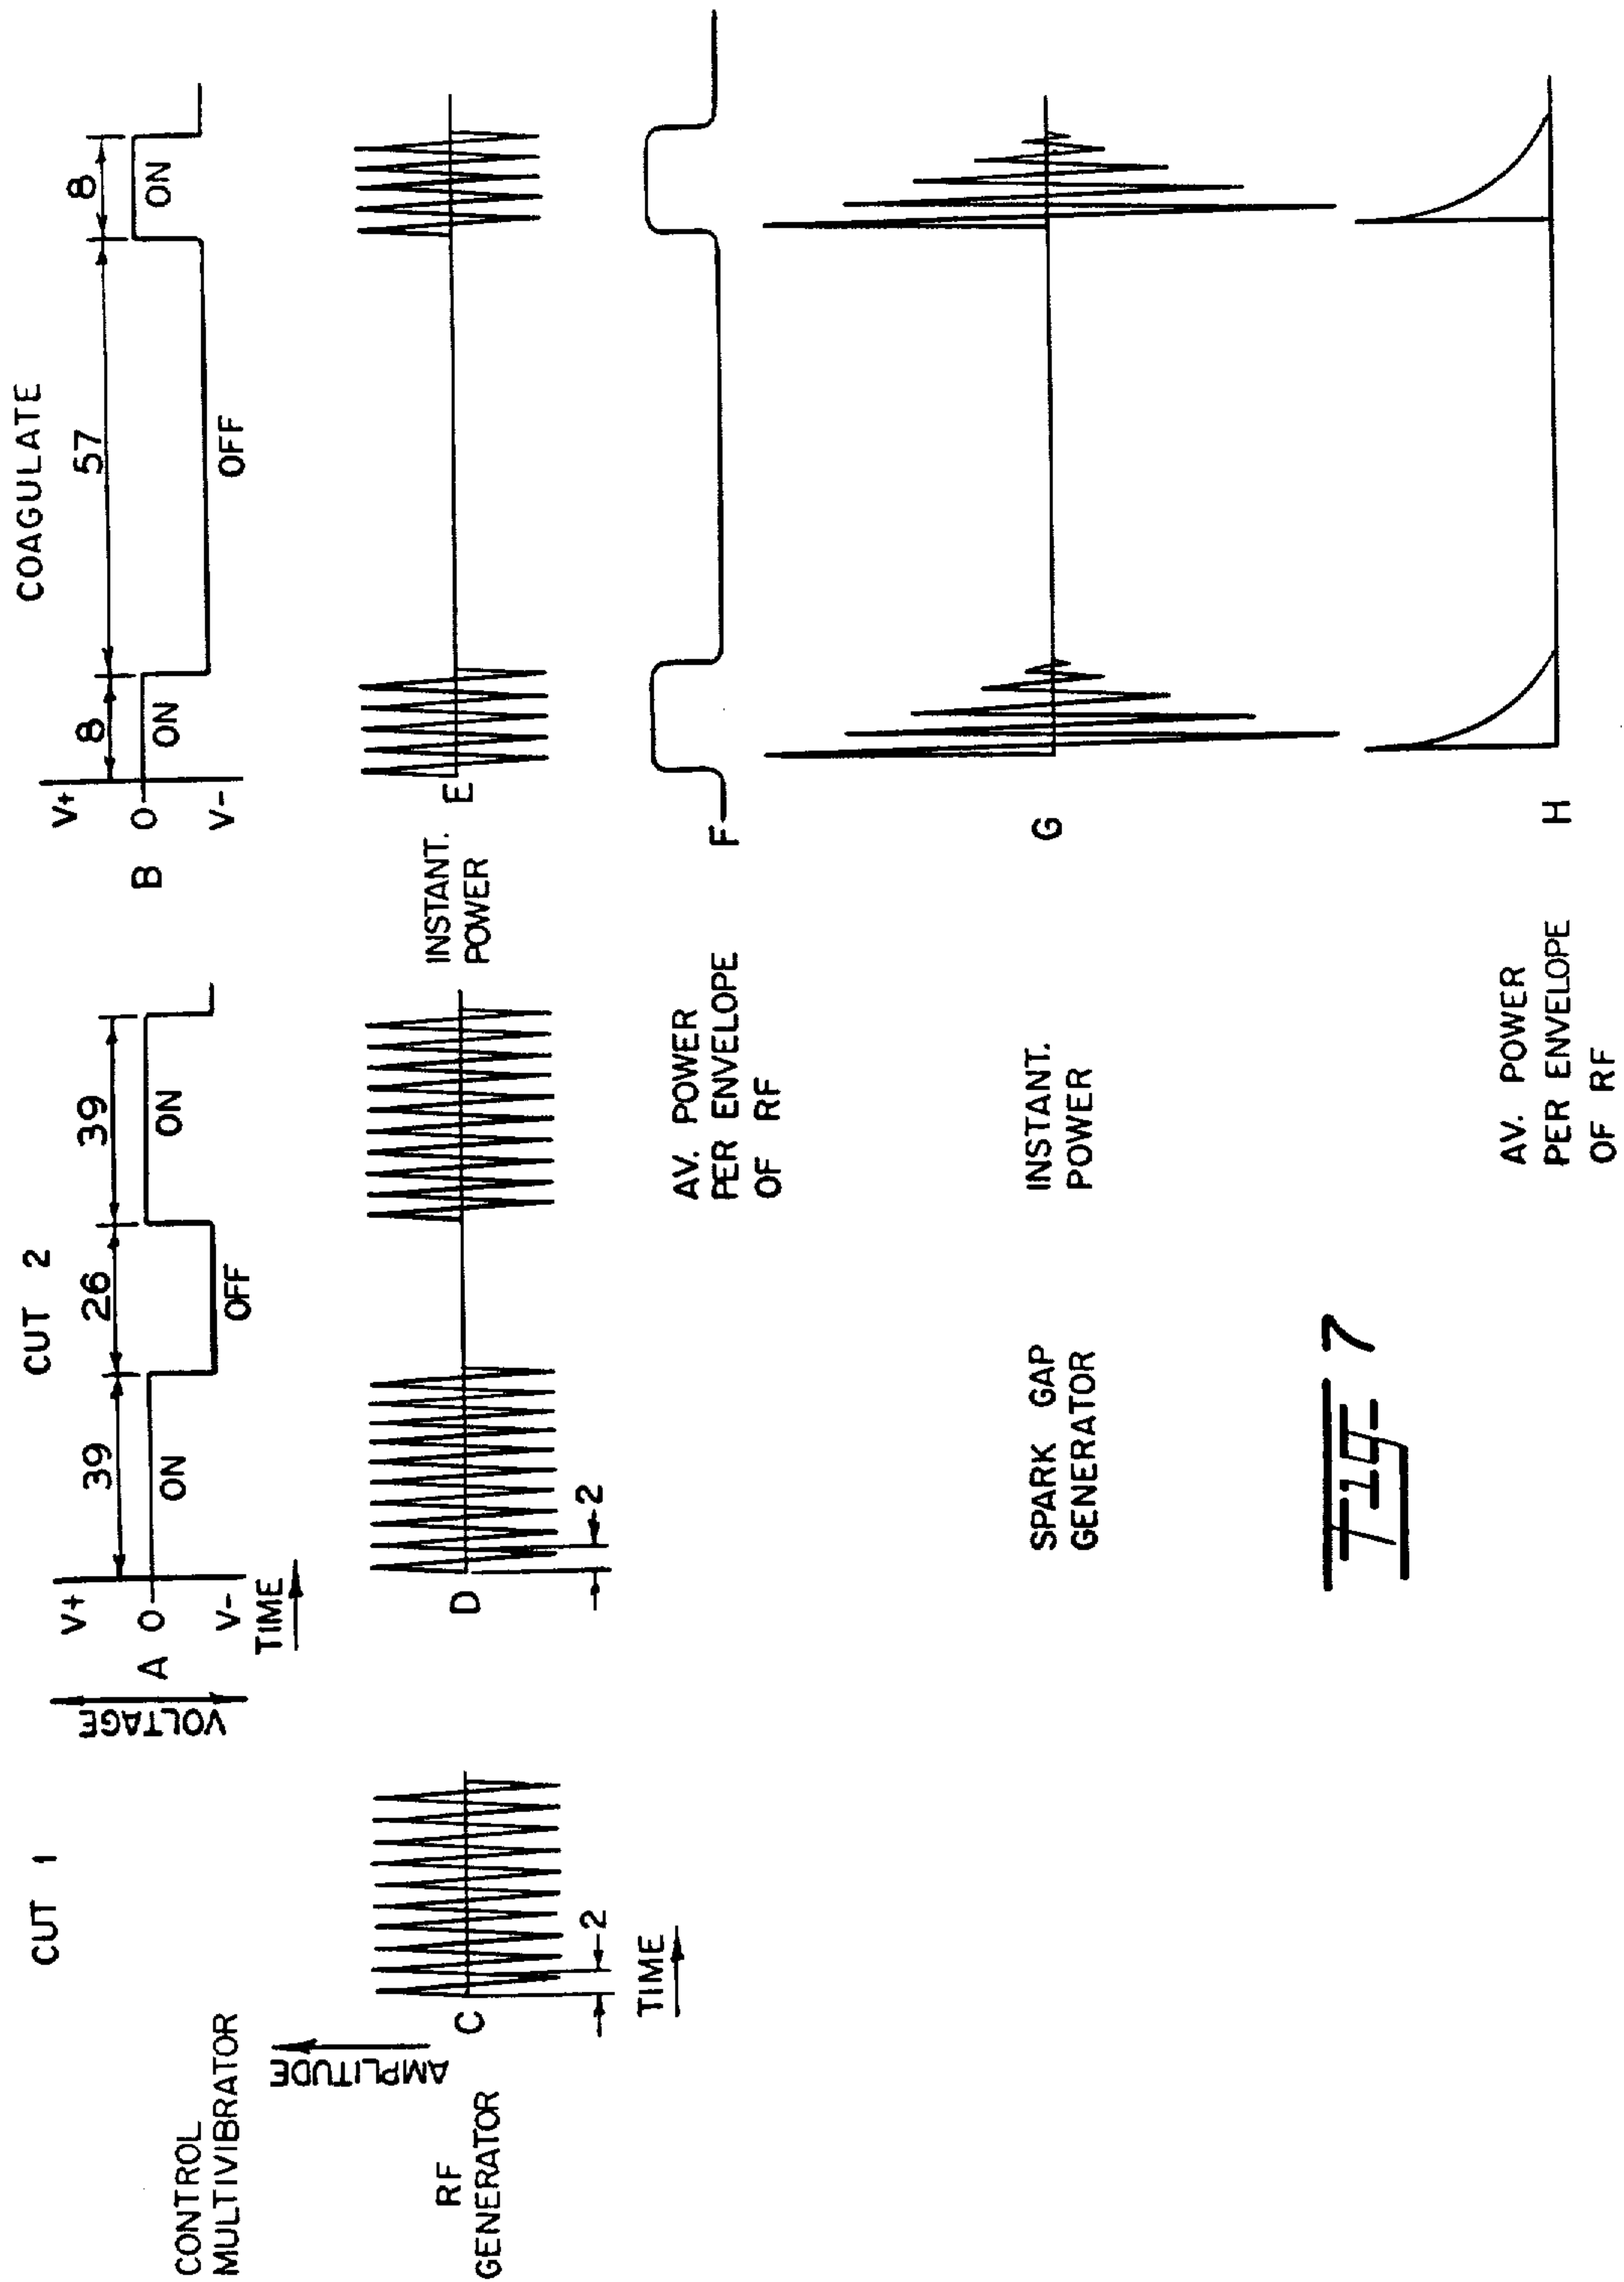 CUT 1
CUT 2
COAGULATE
CONTROL
MULTIVIBRATOR
VOLTAGE
A
V+
O
V-
TIME
39
26
39
ON
OFF
ON
B
V+
O
V-
8
57
8
ON
OFF
ON
RF
GENERATOR
AMPLITUDE
C
2
TIME
D
2
INSTANT.
POWER
E
AV. POWER
PER ENVELOPE
OF RF
F
SPARK GAP
GENERATOR
INSTANT.
POWER
G
AV. POWER
PER ENVELOPE
OF RF
H
Fig- 7